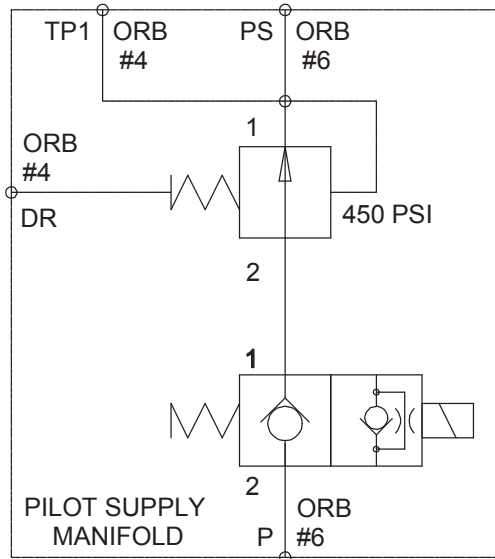 TP1 ORB PS ORB
#4 #6
ORB
#4
1
DR
450 PSI
2
1
2
PILOT SUPPLY ORB
MANIFOLD P #6